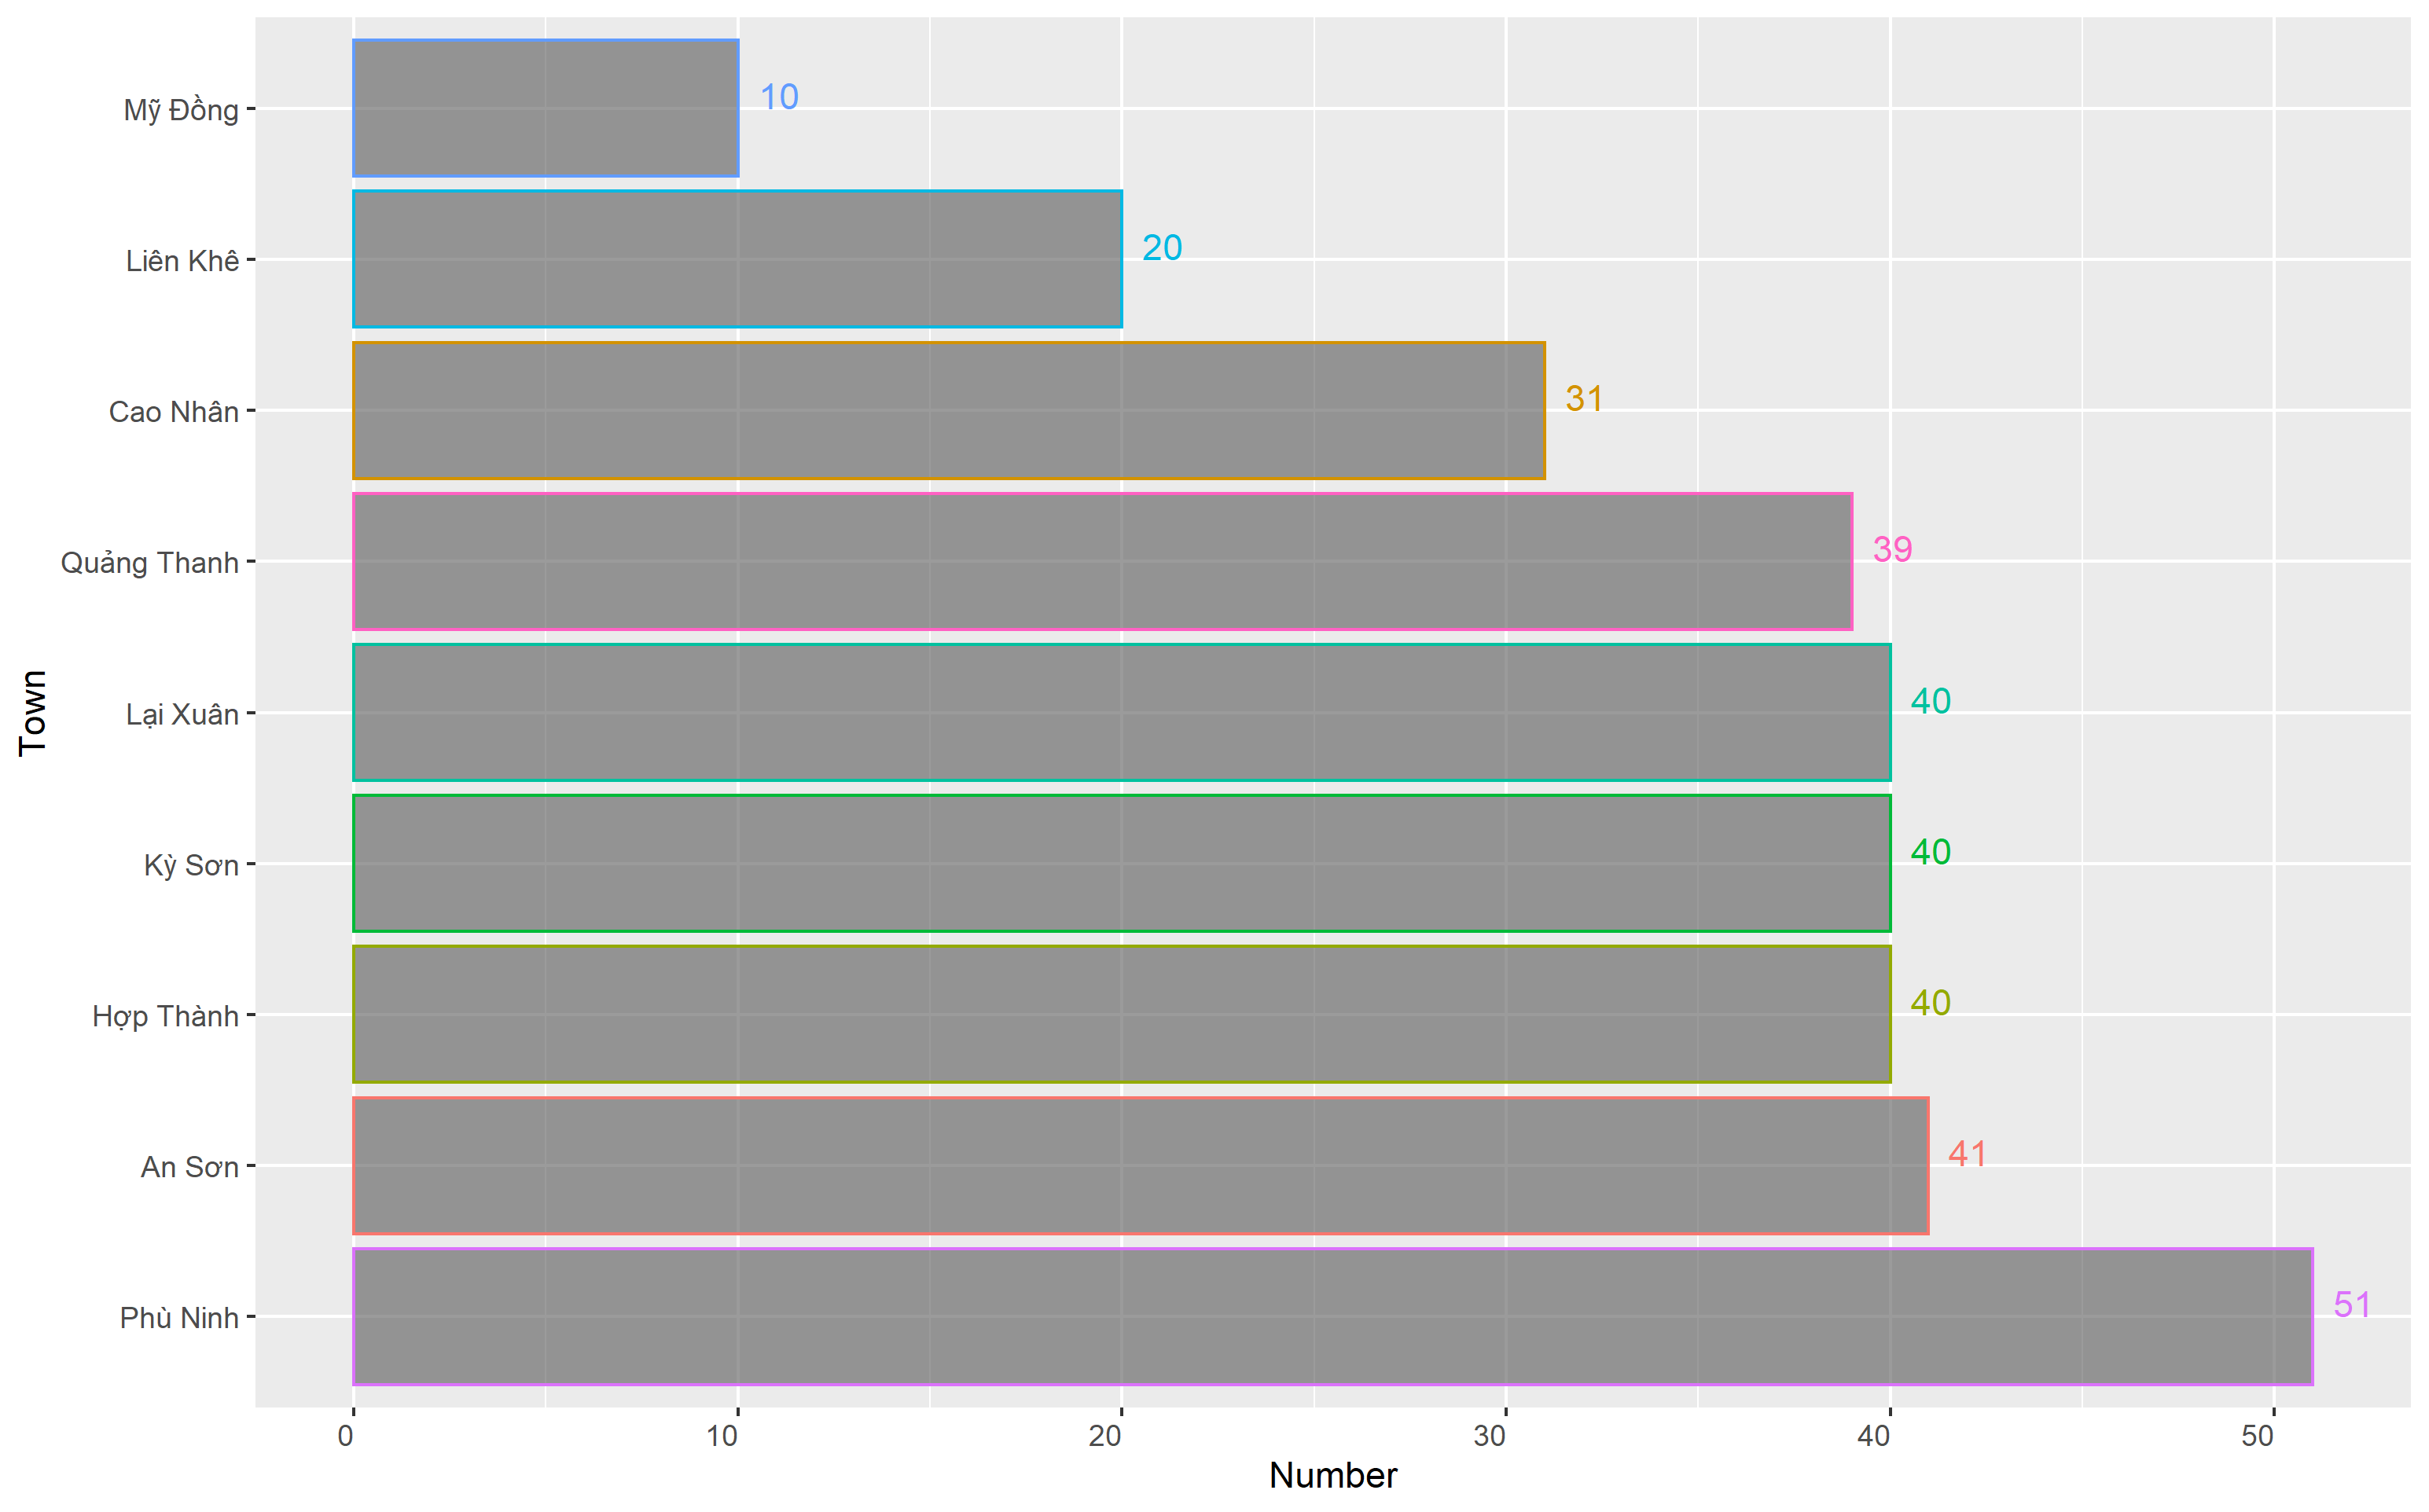 Mỹ Đồng
10
Liên Khê
20
Cao Nhân
31
Quảng Thanh
39
Lại Xuân
40
Kỳ Sơn
40
Hợp Thành
40
An Sơn
41
Phù Ninh
51
Town
0 10 20 30 40 50
Number